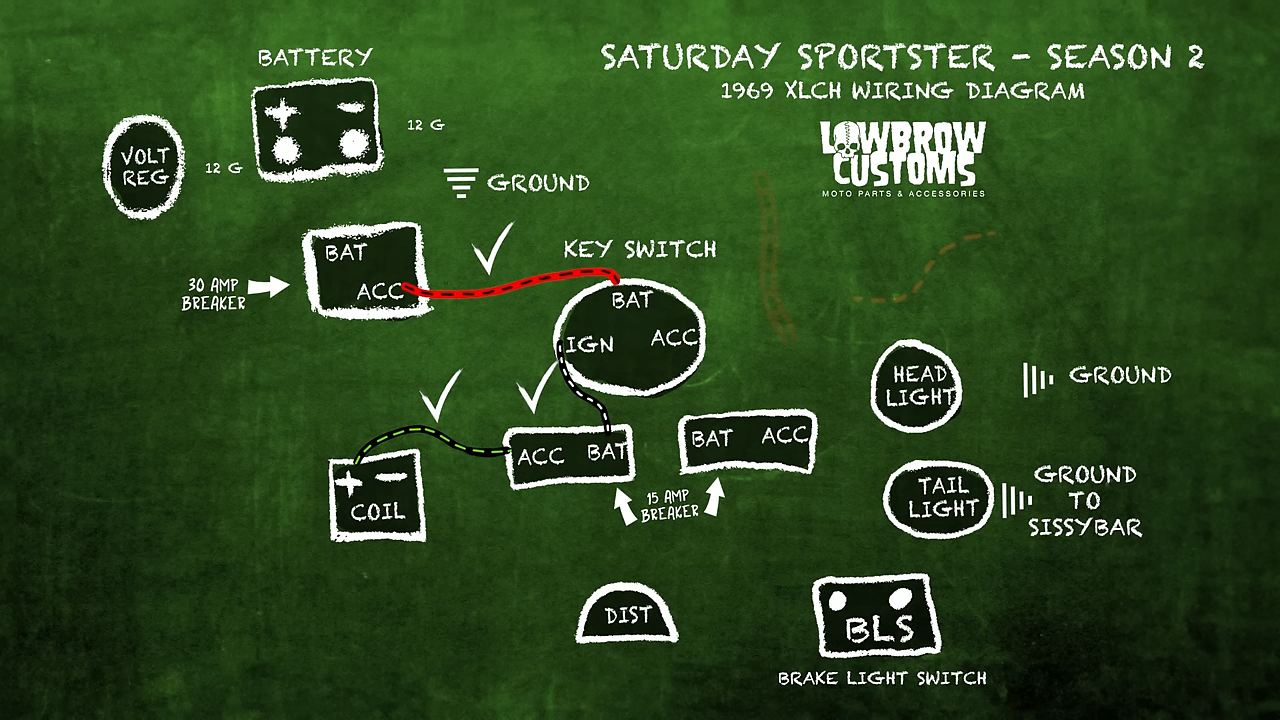 SATURDAY SPORTSTER - SEASON 2
1969 XLCH WIRING DIAGRAM
LOWBROW
CUSTOMS
MOTO PARTS & ACCESSORIES
BATTERY
+ -
12 G
VOLT
REG
12 G
GROUND
BAT
ACC
30 AMP
BREAKER
KEY SWITCH
BAT
IGN
ACC
HEAD
LIGHT
GROUND
ACC BAT
BAT ACC
15 AMP
BREAKER
+ -
COIL
TAIL
LIGHT
GROUND
TO
SISSYBAR
DIST
BLS
BRAKE LIGHT SWITCH